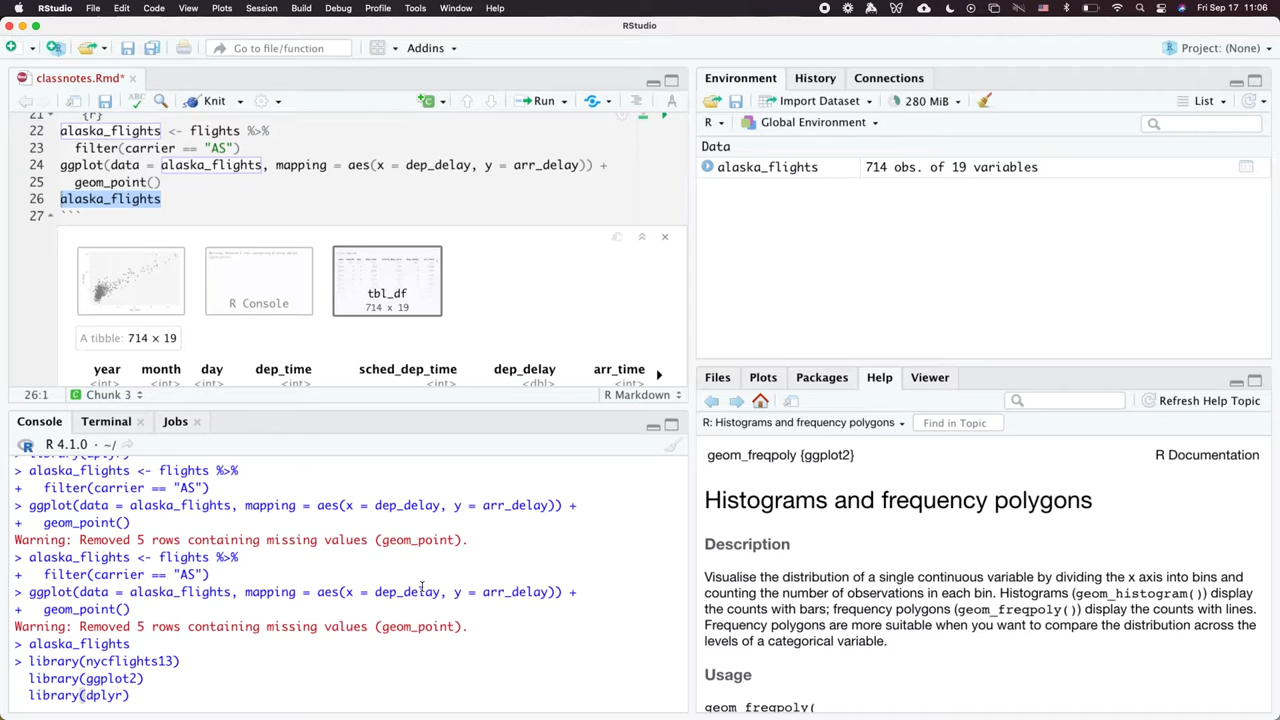 RStudio File Edit Code View Plots Session Build Debug Profile Tools Window Help Fri Sep 17 11:06
RStudio
Go to file/function Addins Project: (None)
classnotes.Rmd*
Knit Run
21 {r}
22 alaska_flights <- flights %>%
23 filter(carrier == "AS")
24 ggplot(data = alaska_flights, mapping = aes(x = dep_delay, y = arr_delay)) +
25 geom_point()
26 alaska_flights
27 ```
R Console
tbl_df
714 x 19
A tibble: 714 × 19
year month day dep_time sched_dep_time dep_delay arr_time
<int> <int> <int> <int> <int> <dbl> <int>
26:1 Chunk 3 R Markdown
Console Terminal Jobs
R 4.1.0 · ~/
library(dplyr)
> alaska_flights <- flights %>%
+ filter(carrier == "AS")
> ggplot(data = alaska_flights, mapping = aes(x = dep_delay, y = arr_delay)) +
+ geom_point()
Warning: Removed 5 rows containing missing values (geom_point).
> alaska_flights <- flights %>%
+ filter(carrier == "AS")
> ggplot(data = alaska_flights, mapping = aes(x = dep_delay, y = arr_delay)) +
+ geom_point()
Warning: Removed 5 rows containing missing values (geom_point).
> alaska_flights
> library(nycflights13)
library(ggplot2)
library(dplyr)
Environment History Connections
Import Dataset 280 MiB List
R Global Environment
Data
alaska_flights 714 obs. of 19 variables
Files Plots Packages Help Viewer
Refresh Help Topic
R: Histograms and frequency polygons Find in Topic
geom_freqpoly {ggplot2} R Documentation
Histograms and frequency polygons
Description
Visualise the distribution of a single continuous variable by dividing the x axis into bins and
counting the number of observations in each bin. Histograms (geom_histogram()) display
the counts with bars; frequency polygons (geom_freqpoly()) display the counts with lines.
Frequency polygons are more suitable when you want to compare the distribution across the
levels of a categorical variable.
Usage
geom_freqpoly(